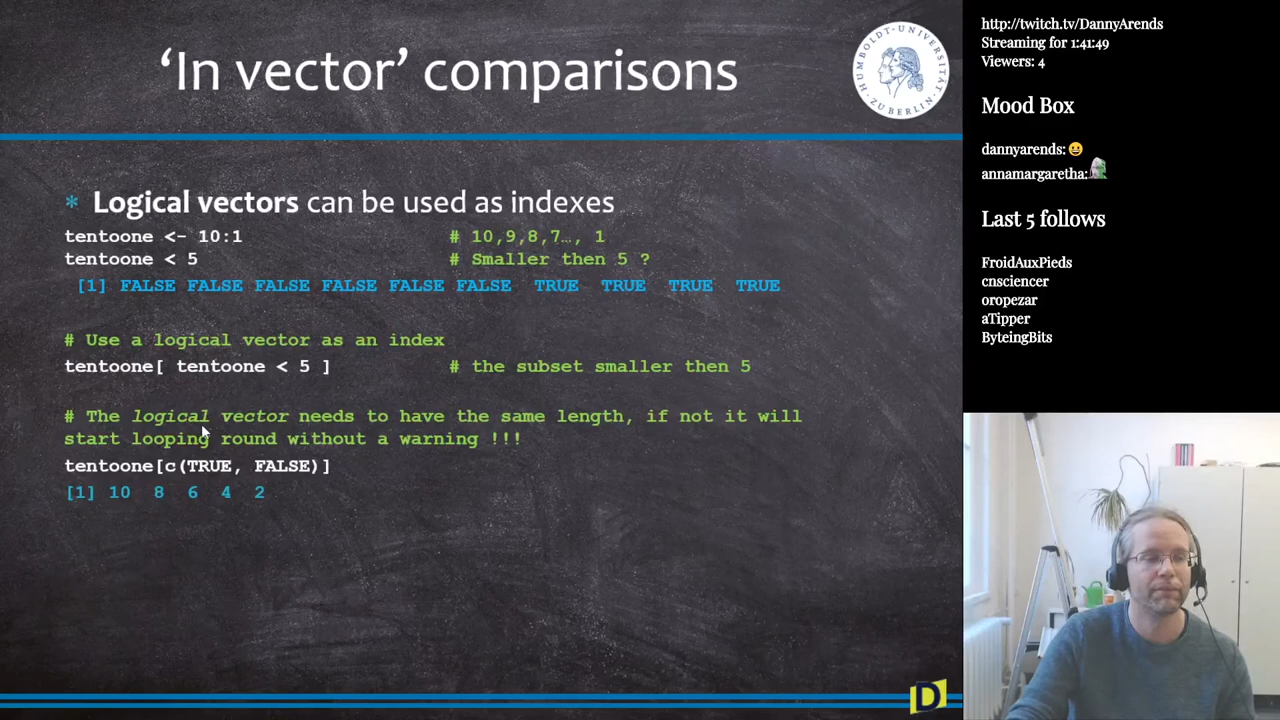 ‘In vector’ comparisons
HUMBOLDT-UNIVERSITÄT
ZU BERLIN
* Logical vectors can be used as indexes
tentoone <- 10:1 # 10,9,8,7…, 1
tentoone < 5 # Smaller then 5 ?
[1] FALSE FALSE FALSE FALSE FALSE FALSE TRUE TRUE TRUE TRUE
# Use a logical vector as an index
tentoone[ tentoone < 5 ] # the subset smaller then 5
# The logical vector needs to have the same length, if not it will
start looping round without a warning !!!
tentoone[c(TRUE, FALSE)]
[1] 10 8 6 4 2
D
http://twitch.tv/DannyArends
Streaming for 1:41:49
Viewers: 4
Mood Box
dannyarends:😀
annamargaretha:
Last 5 follows
FroidAuxPieds
cnsciencer
oropezar
aTipper
ByteingBits